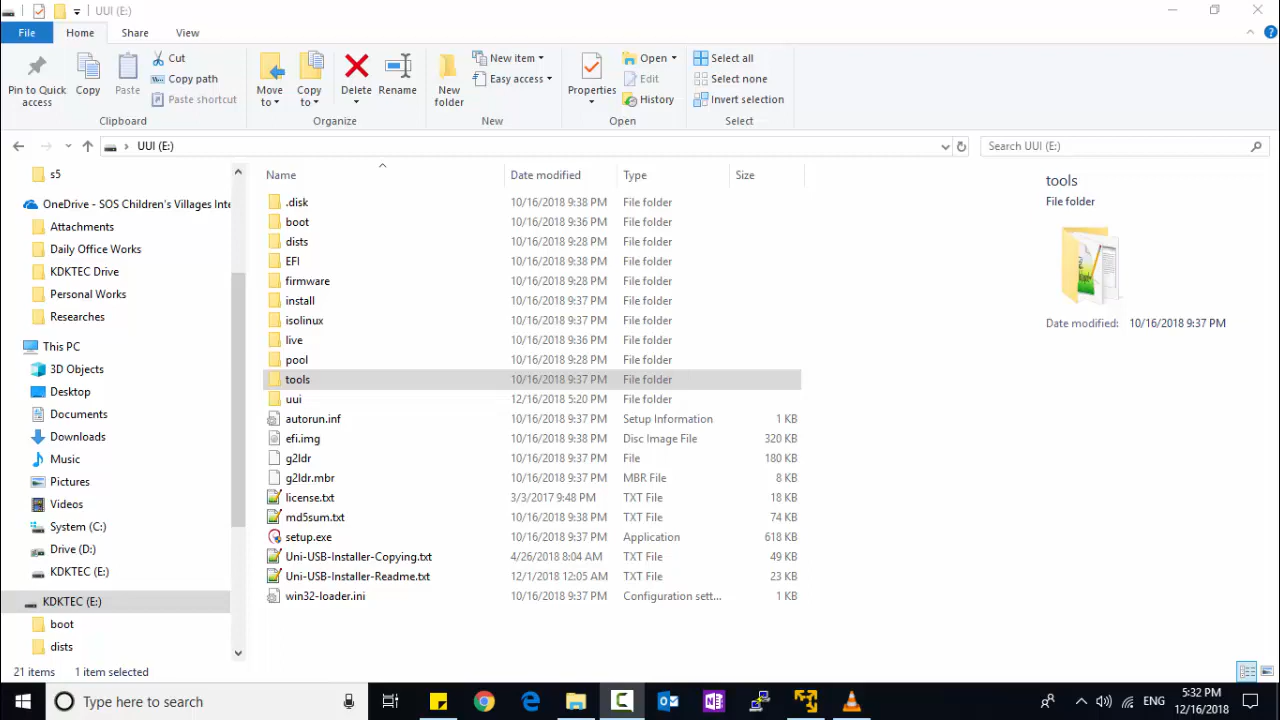 UUI (E:)
File Home Share View
Pin to Quick access
Copy
Paste
Cut
Copy path
Paste shortcut
Clipboard
Move to
Copy to
Delete
Rename
Organize
New folder
New item
Easy access
New
Properties
Open
Edit
History
Open
Select all
Select none
Invert selection
Select
UUI (E:)
Search UUI (E:)
s5
OneDrive - SOS Children's Villages Inte
Attachments
Daily Office Works
KDKTEC Drive
Personal Works
Researches
This PC
3D Objects
Desktop
Documents
Downloads
Music
Pictures
Videos
System (C:)
Drive (D:)
KDKTEC (E:)
KDKTEC (E:)
boot
dists
Name Date modified Type Size
.disk 10/16/2018 9:38 PM File folder
boot 10/16/2018 9:36 PM File folder
dists 10/16/2018 9:28 PM File folder
EFI 10/16/2018 9:38 PM File folder
firmware 10/16/2018 9:28 PM File folder
install 10/16/2018 9:37 PM File folder
isolinux 10/16/2018 9:37 PM File folder
live 10/16/2018 9:36 PM File folder
pool 10/16/2018 9:28 PM File folder
tools 10/16/2018 9:37 PM File folder
uui 12/16/2018 5:20 PM File folder
autorun.inf 10/16/2018 9:37 PM Setup Information 1 KB
efi.img 10/16/2018 9:38 PM Disc Image File 320 KB
g2ldr 10/16/2018 9:37 PM File 180 KB
g2ldr.mbr 10/16/2018 9:37 PM MBR File 8 KB
license.txt 3/3/2017 9:48 PM TXT File 18 KB
md5sum.txt 10/16/2018 9:38 PM TXT File 74 KB
setup.exe 10/16/2018 9:37 PM Application 618 KB
Uni-USB-Installer-Copying.txt 4/26/2018 8:04 AM TXT File 49 KB
Uni-USB-Installer-Readme.txt 12/1/2018 12:05 AM TXT File 23 KB
win32-loader.ini 10/16/2018 9:37 PM Configuration sett... 1 KB
tools
File folder
Date modified: 10/16/2018 9:37 PM
21 items 1 item selected
Type here to search
ENG
5:32 PM
12/16/2018